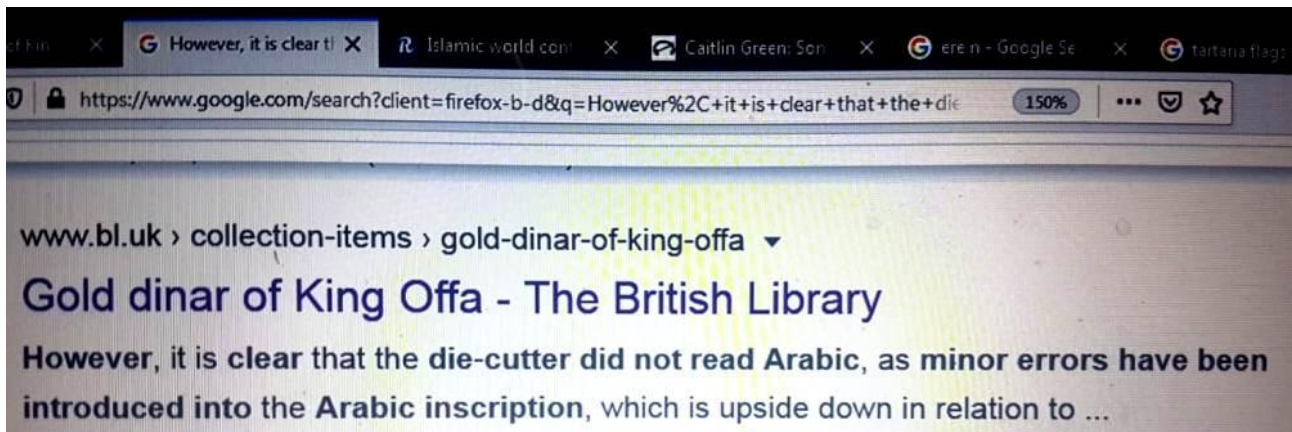 However, it is clear tl
Islamic world con
Caitlin Green: Son
ere n - Google Se
tartaria flags
https://www.google.com/search?client=firefox-b-d&q=However%2C+it+is+clear+that+the+die
150%
www.bl.uk › collection-items › gold-dinar-of-king-offa
Gold dinar of King Offa - The British Library
However, it is clear that the die-cutter did not read Arabic, as minor errors have been
introduced into the Arabic inscription, which is upside down in relation to ...